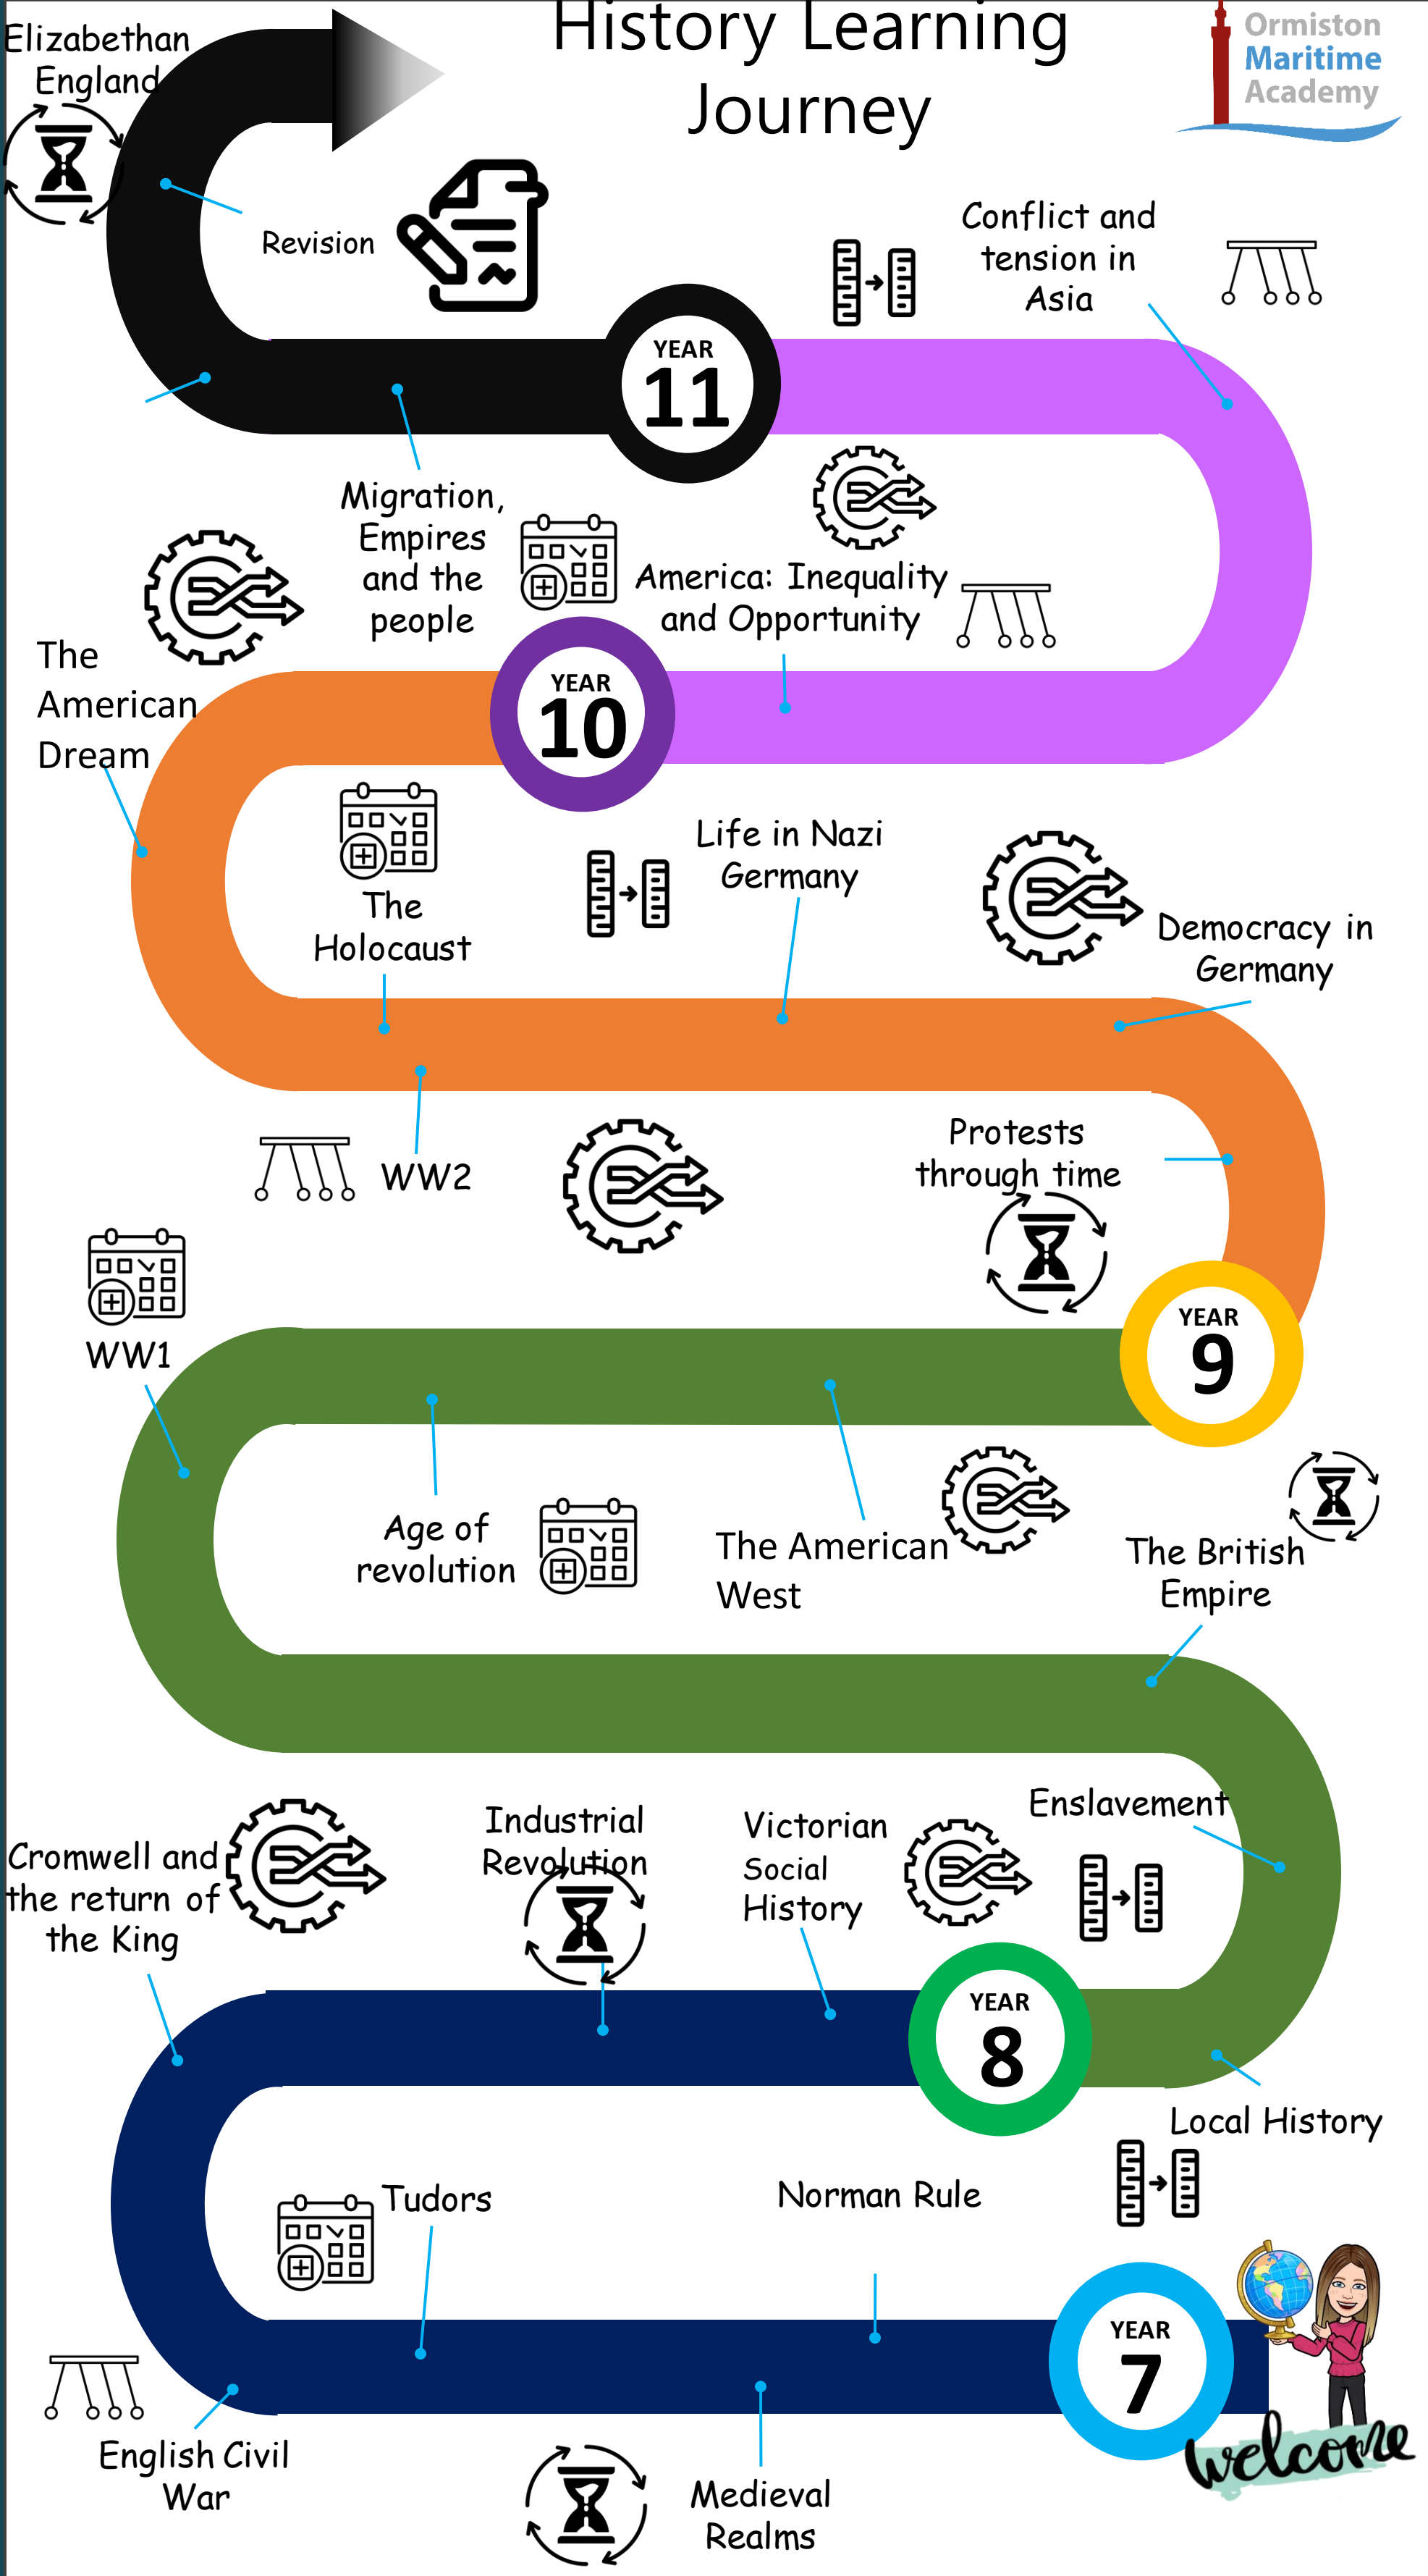 History Learning
Journey
Ormiston
Maritime
Academy
Elizabethan
England
Revision
Conflict and
tension in
Asia
YEAR
11
Migration,
Empires
and the
people
America: Inequality
and Opportunity
The
American
Dream
YEAR
10
The
Holocaust
Life in Nazi
Germany
Democracy in
Germany
WW2
Protests
through time
WW1
YEAR
9
Age of
revolution
The American
West
The British
Empire
Cromwell and
the return of
the King
Industrial
Revolution
Victorian
Social
History
Enslavement
YEAR
8
Local History
Tudors
Norman Rule
YEAR
7
welcome
English Civil
War
Medieval
Realms